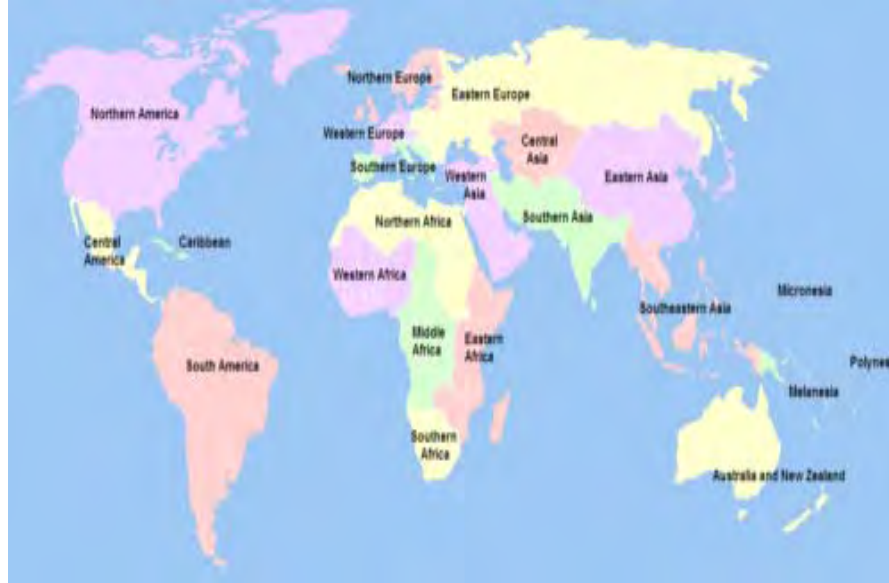 Northern Europe
Eastern Europe
Northern America
Western Europe
Central
Asia
Southern Europe
Western
Asia
Eastern Asia
Southern Asia
Northern Africa
Central
America
Caribbean
Western Africa
Micronesia
Southeastern Asia
Middle
Africa
Eastern
Africa
South America
Polynes
Melanesia
Southern
Africa
Australia and New Zealand